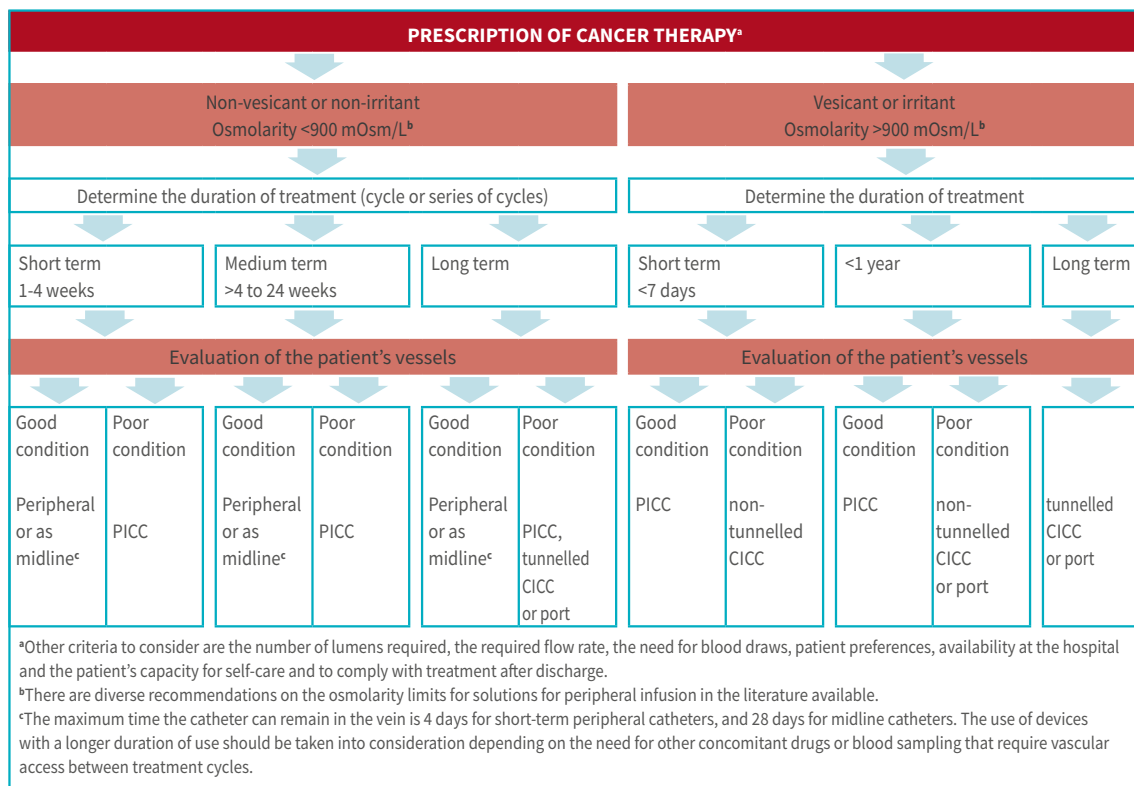 PRESCRIPTION OF CANCER THERAPYᵃ
Non-vesicant or non-irritant
Osmolarity <900 mOsm/Lᵇ
Vesicant or irritant
Osmolarity >900 mOsm/Lᵇ
Determine the duration of treatment (cycle or series of cycles)
Determine the duration of treatment
Short term
1-4 weeks
Medium term
>4 to 24 weeks
Long term
Short term
<7 days
<1 year
Long term
Evaluation of the patient’s vessels
Evaluation of the patient’s vessels
Good
condition
Peripheral
or as
midlineᶜ
Poor
condition
PICC
Good
condition
Peripheral
or as
midlineᶜ
Poor
condition
PICC
Good
condition
Peripheral
or as
midlineᶜ
Poor
condition
PICC,
tunnelled
CICC
or port
Good
condition
PICC
Poor
condition
non-
tunnelled
CICC
Good
condition
PICC
Poor
condition
non-
tunnelled
CICC
or port
tunnelled
CICC
or port
ᵃOther criteria to consider are the number of lumens required, the required flow rate, the need for blood draws, patient preferences, availability at the hospital
and the patient’s capacity for self-care and to comply with treatment after discharge.
ᵇThere are diverse recommendations on the osmolarity limits for solutions for peripheral infusion in the literature available.
ᶜThe maximum time the catheter can remain in the vein is 4 days for short-term peripheral catheters, and 28 days for midline catheters. The use of devices
with a longer duration of use should be taken into consideration depending on the need for other concomitant drugs or blood sampling that require vascular
access between treatment cycles.